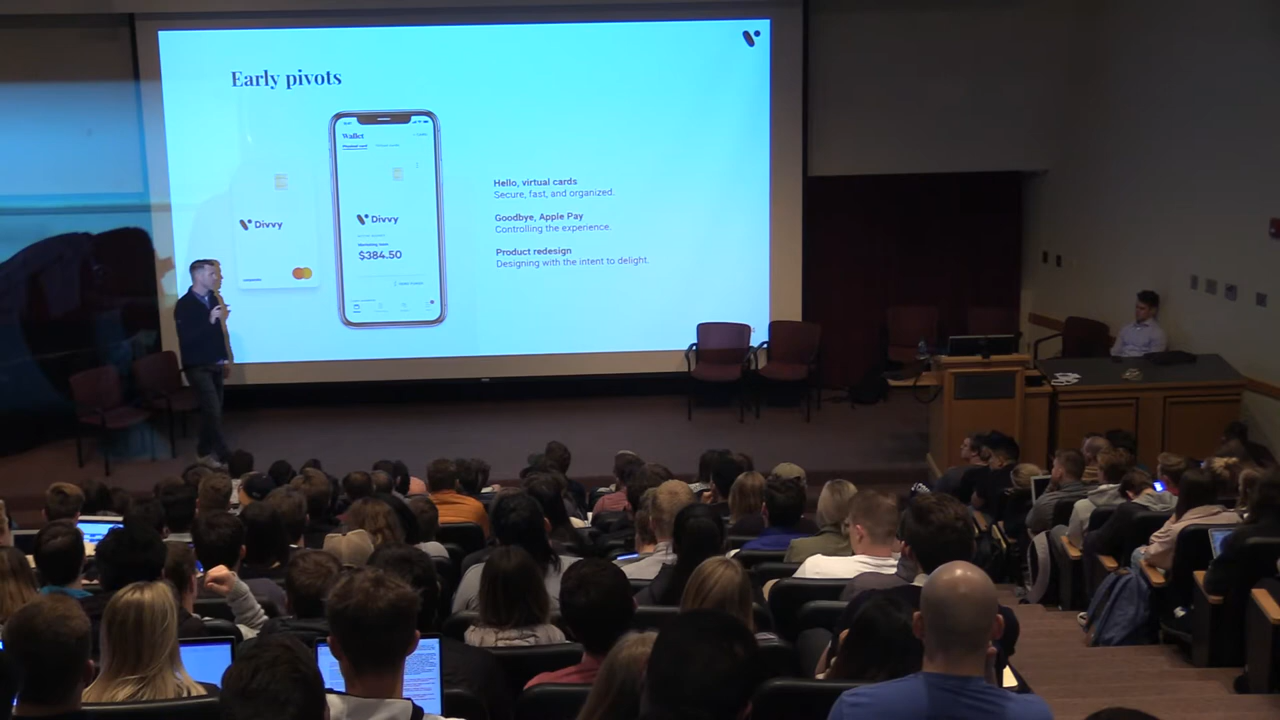 Early pivots
Wallet
Divvy
Divvy
$384.50
Hello, virtual cards
Secure, fast, and organized.
Goodbye, Apple Pay
Controlling the experience.
Product redesign
Designing with the intent to delight.